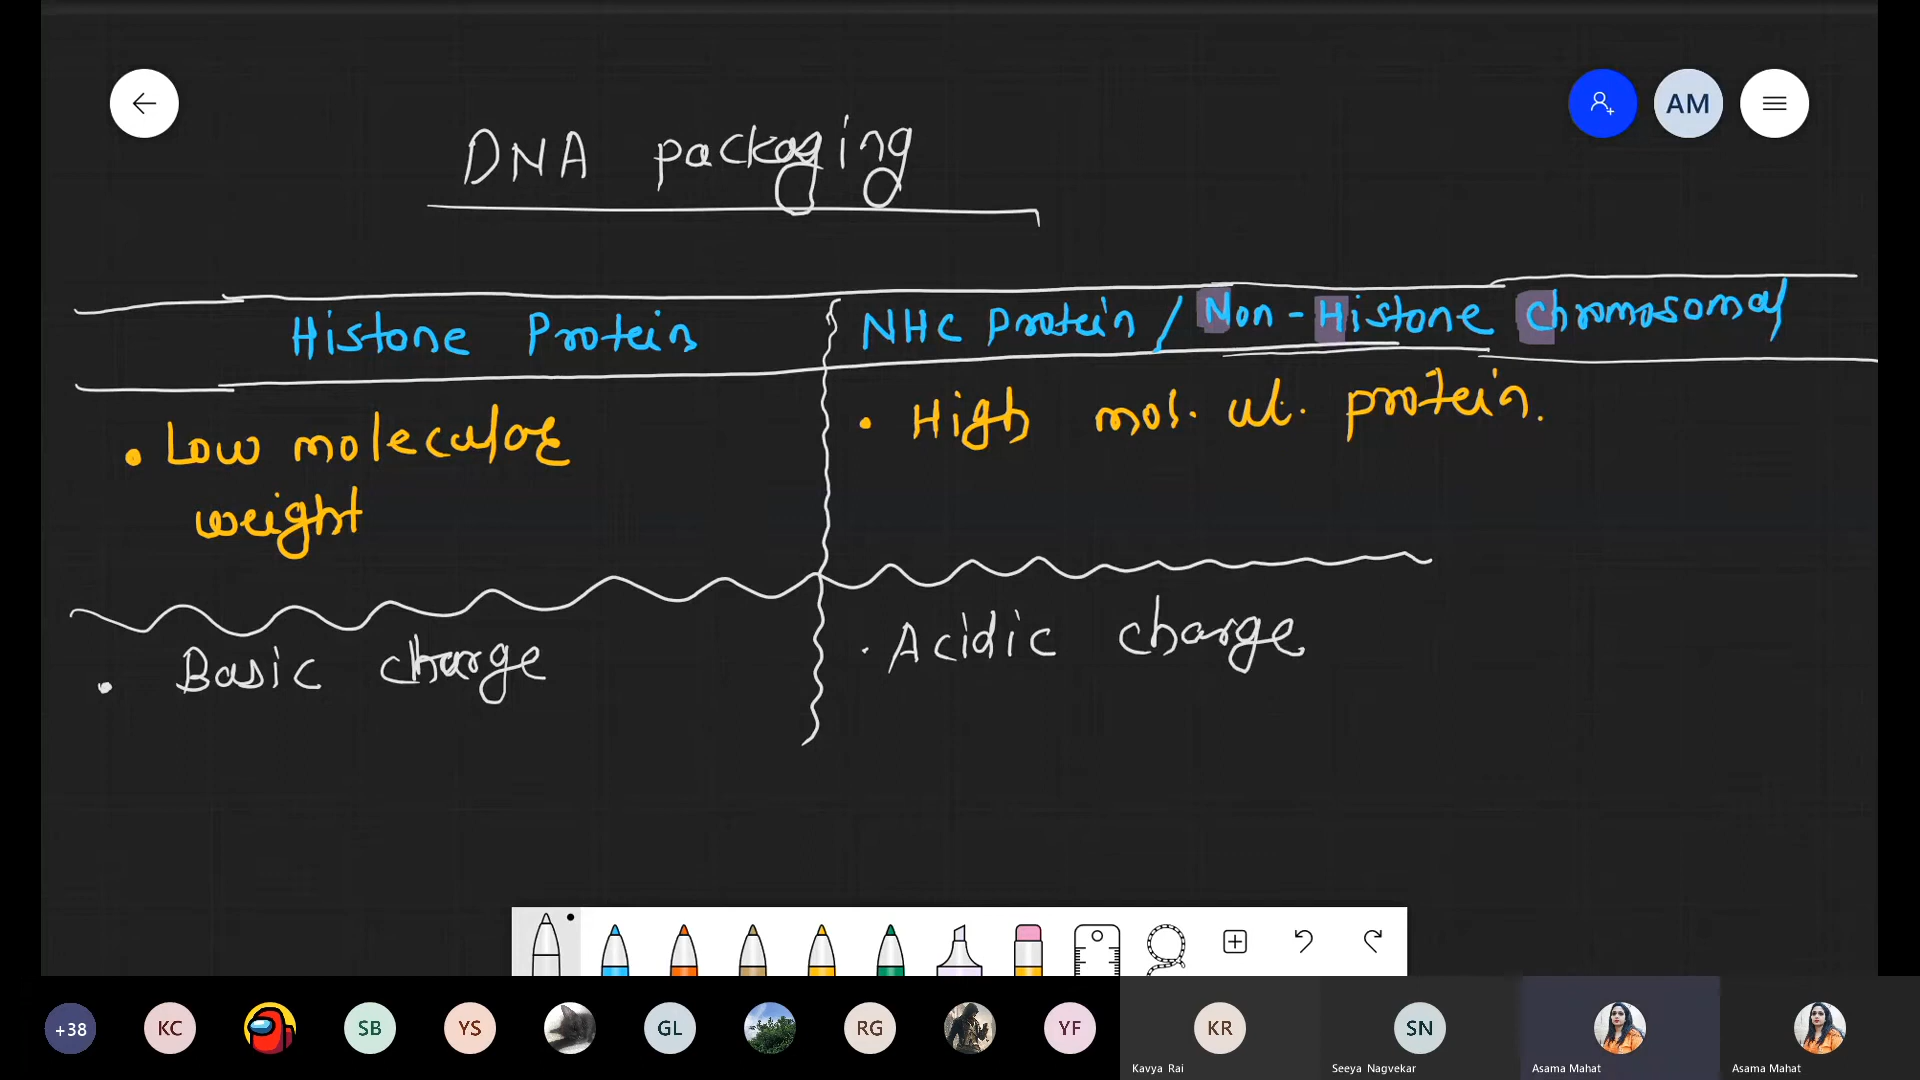 AM
DNA packaging
Histone Protein
NHC Protein / Non-Histone Chromosomal
• Low molecular
weight
• High mol. wt. protein.
• Basic charge
• Acidic charge
+38 KC SB YS GL RG YF KR SN
Kavya Rai Seeya Nagvekar Asama Mahat Asama Mahat